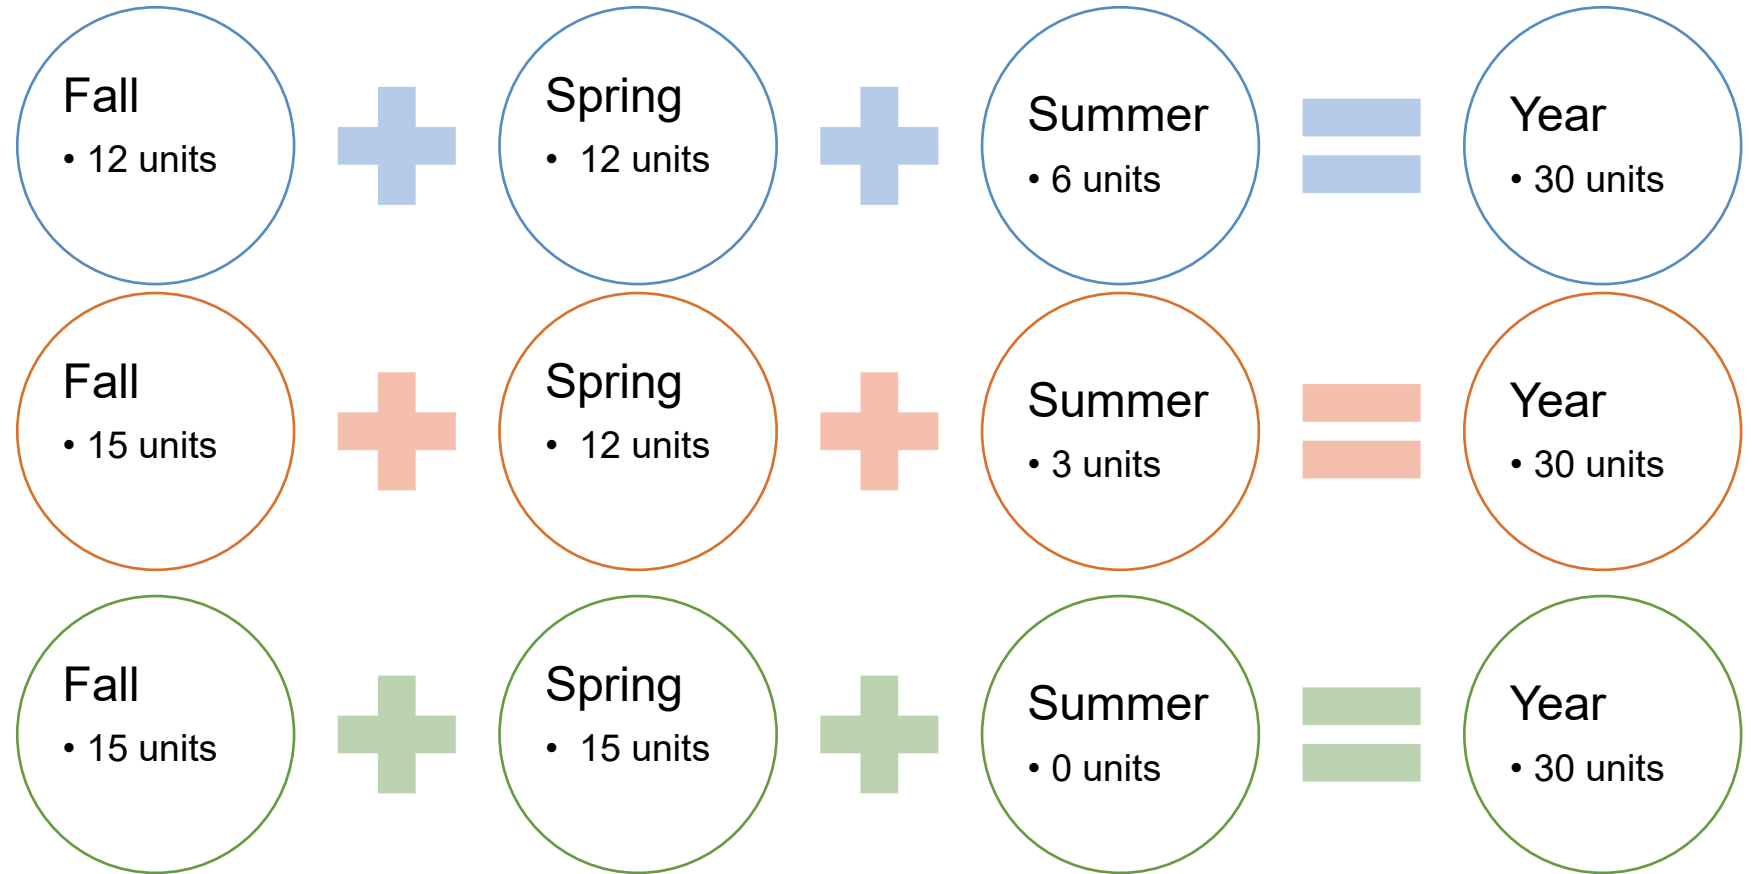 Fall
• 12 units
Spring
• 12 units
Summer
• 6 units
Year
• 30 units
Fall
• 15 units
Spring
• 12 units
Summer
• 3 units
Year
• 30 units
Fall
• 15 units
Spring
• 15 units
Summer
• 0 units
Year
• 30 units